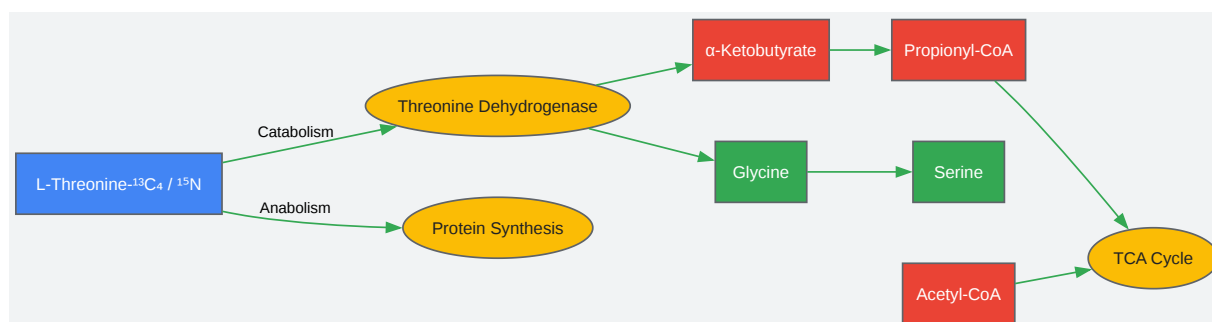 α-Ketobutyrate
Propionyl-CoA
Threonine Dehydrogenase
Catabolism
Glycine
Serine
L-Threonine-¹³C₄ / ¹⁵N
Anabolism
Protein Synthesis
TCA Cycle
Acetyl-CoA